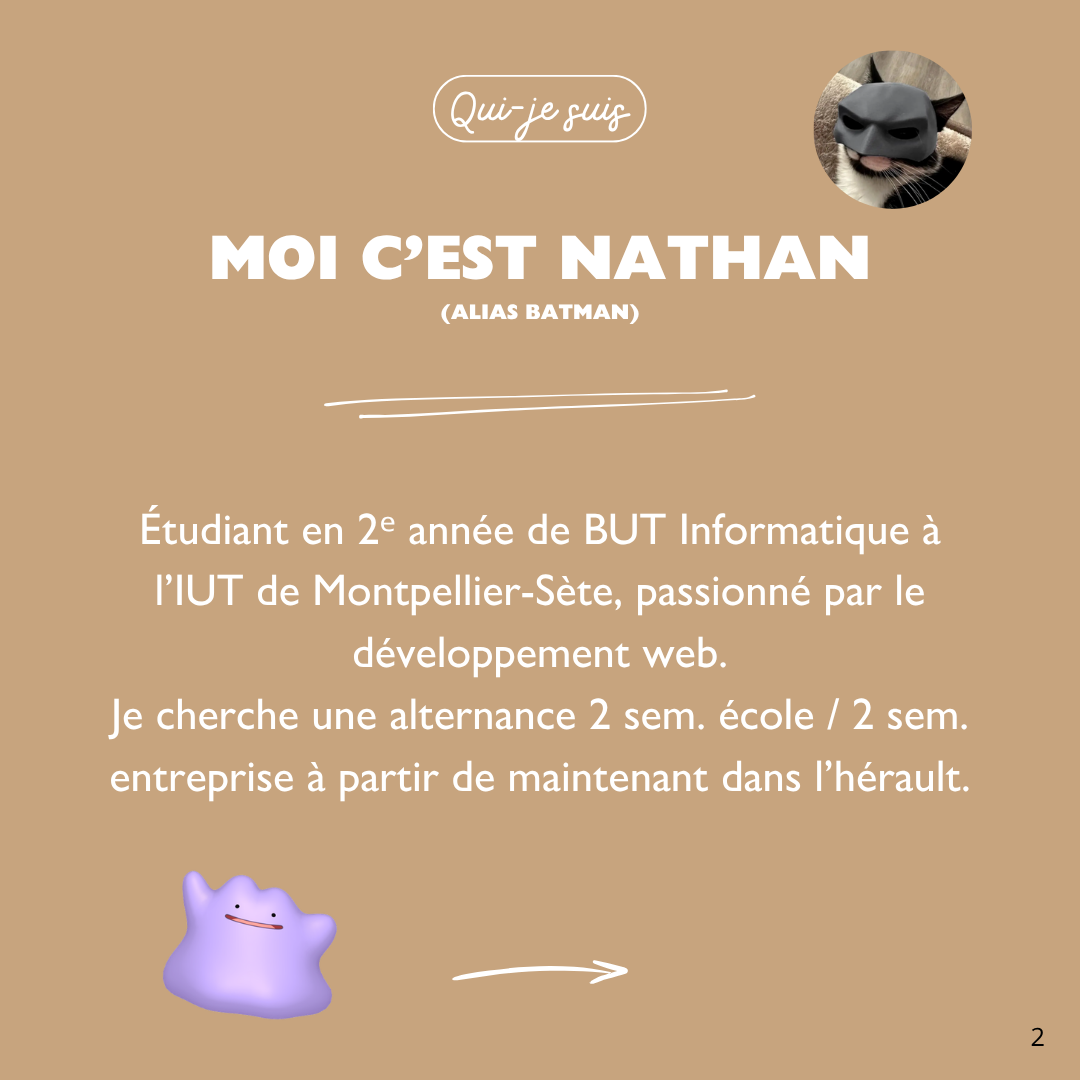 Qui-je suis
MOI C’EST NATHAN
(ALIAS BATMAN)
Étudiant en 2ᵉ année de BUT Informatique à
l’IUT de Montpellier-Sète, passionné par le
développement web.
Je cherche une alternance 2 sem. école / 2 sem.
entreprise à partir de maintenant dans l’hérault.
2